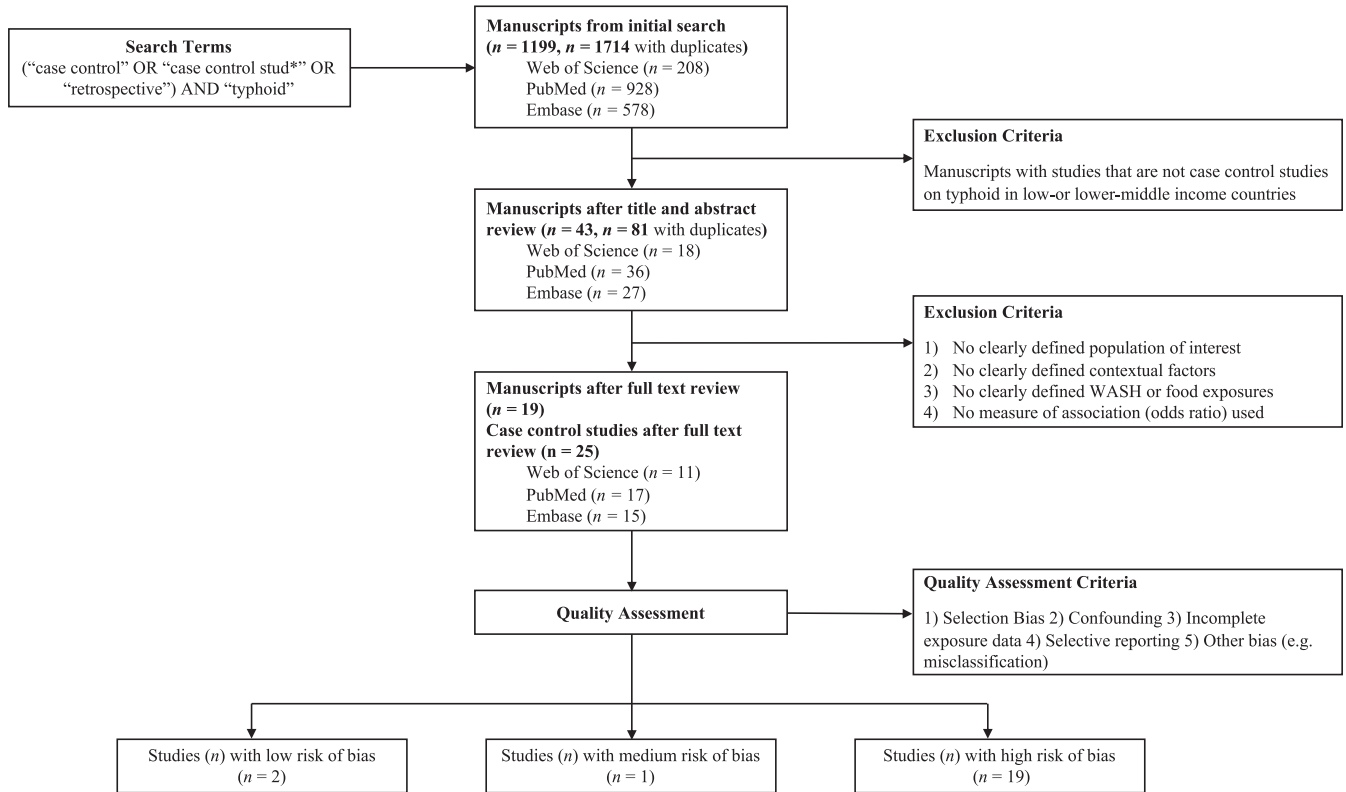 Search Terms
(“case control” OR “case control stud*” OR
“retrospective”) AND “typhoid”
Manuscripts from initial search
(n = 1199, n = 1714 with duplicates)
Web of Science (n = 208)
PubMed (n = 928)
Embase (n = 578)
Exclusion Criteria
Manuscripts with studies that are not case control studies
on typhoid in low-or lower-middle income countries
Manuscripts after title and abstract
review (n = 43, n = 81 with duplicates)
Web of Science (n = 18)
PubMed (n = 36)
Embase (n = 27)
Exclusion Criteria
1) No clearly defined population of interest
2) No clearly defined contextual factors
3) No clearly defined WASH or food exposures
4) No measure of association (odds ratio) used
Manuscripts after full text review
(n = 19)
Case control studies after full text
review (n = 25)
Web of Science (n = 11)
PubMed (n = 17)
Embase (n = 15)
Quality Assessment
Quality Assessment Criteria
1) Selection Bias 2) Confounding 3) Incomplete
exposure data 4) Selective reporting 5) Other bias (e.g.
misclassification)
Studies (n) with low risk of bias
(n = 2)
Studies (n) with medium risk of bias
(n = 1)
Studies (n) with high risk of bias
(n = 19)